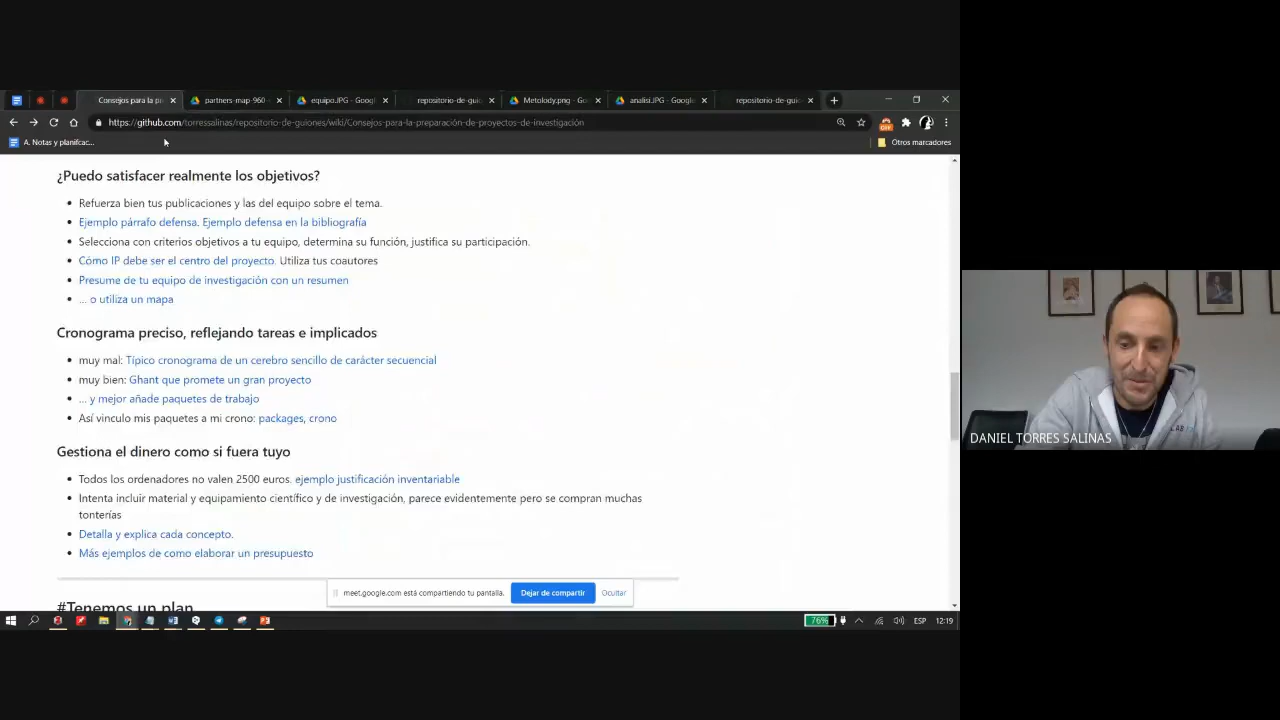 Consejos para la pr
partners-map-960 -
equipo.JPG - Googl
repositorio-de-gui
Metolody.png - Go
analisi.JPG - Google
repositorio-de-gui
https://github.com/torressalinas/repositorio-de-guiones/wiki/Consejos-para-la-preparación-de-proyectos-de-investigación
OFF
A. Notas y planifcac...
Otros marcadores
¿Puedo satisfacer realmente los objetivos?
Refuerza bien tus publicaciones y las del equipo sobre el tema.
Ejemplo párrafo defensa. Ejemplo defensa en la bibliografía
Selecciona con criterios objetivos a tu equipo, determina su función, justifica su participación.
Cómo IP debe ser el centro del proyecto. Utiliza tus coautores
Presume de tu equipo de investigación con un resumen
... o utiliza un mapa
Cronograma preciso, reflejando tareas e implicados
muy mal: Típico cronograma de un cerebro sencillo de carácter secuencial
muy bien: Ghant que promete un gran proyecto
... y mejor añade paquetes de trabajo
Así vinculo mis paquetes a mi crono: packages, crono
Gestiona el dinero como si fuera tuyo
Todos los ordenadores no valen 2500 euros. ejemplo justificación inventariable
Intenta incluir material y equipamiento científico y de investigación, parece evidentemente pero se compran muchas
tonterías
Detalla y explica cada concepto.
Más ejemplos de como elaborar un presupuesto
#Tenemos un plan
meet.google.com está compartiendo tu pantalla.
Dejar de compartir
Ocultar
76%
ESP
12:19
LAB
DANIEL TORRES SALINAS